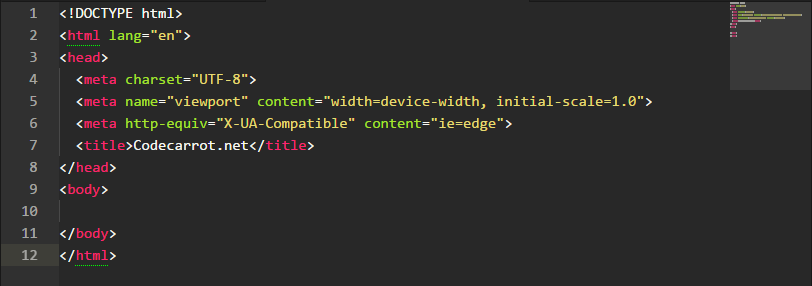 1 <!DOCTYPE html>
2 <html lang="en">
3 <head>
4   <meta charset="UTF-8">
5   <meta name="viewport" content="width=device-width, initial-scale=1.0">
6   <meta http-equiv="X-UA-Compatible" content="ie=edge">
7   <title>Codecarrot.net</title>
8 </head>
9 <body>
10
11 </body>
12 </html>